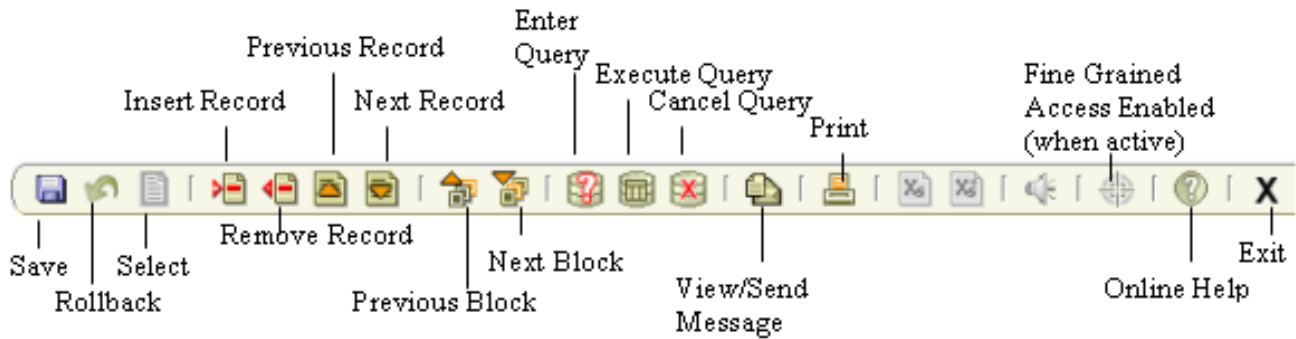 Enter
Query
Previous Record
Execute Query
Fine Grained
Access Enabled
(when active)
Insert Record
Next Record
Cancel Query
Print
Remove Record
Save
Select
Next Block
Exit
Rollback
Previous Block
View/Send
Message
Online Help